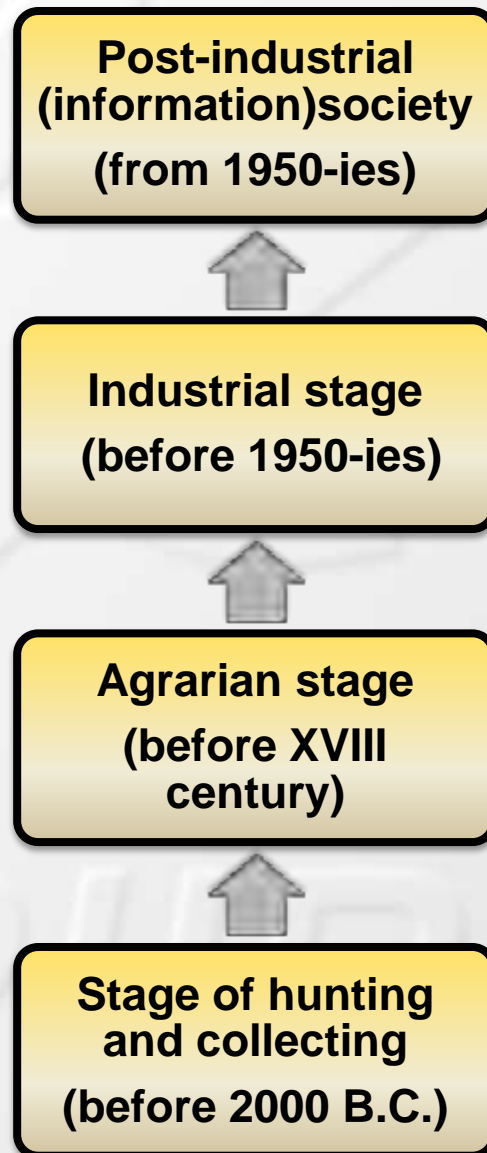 Post-industrial
(information)society
(from 1950-ies)
Industrial stage
(before 1950-ies)
Agrarian stage
(before XVIII
century)
Stage of hunting
and collecting
(before 2000 B.C.)